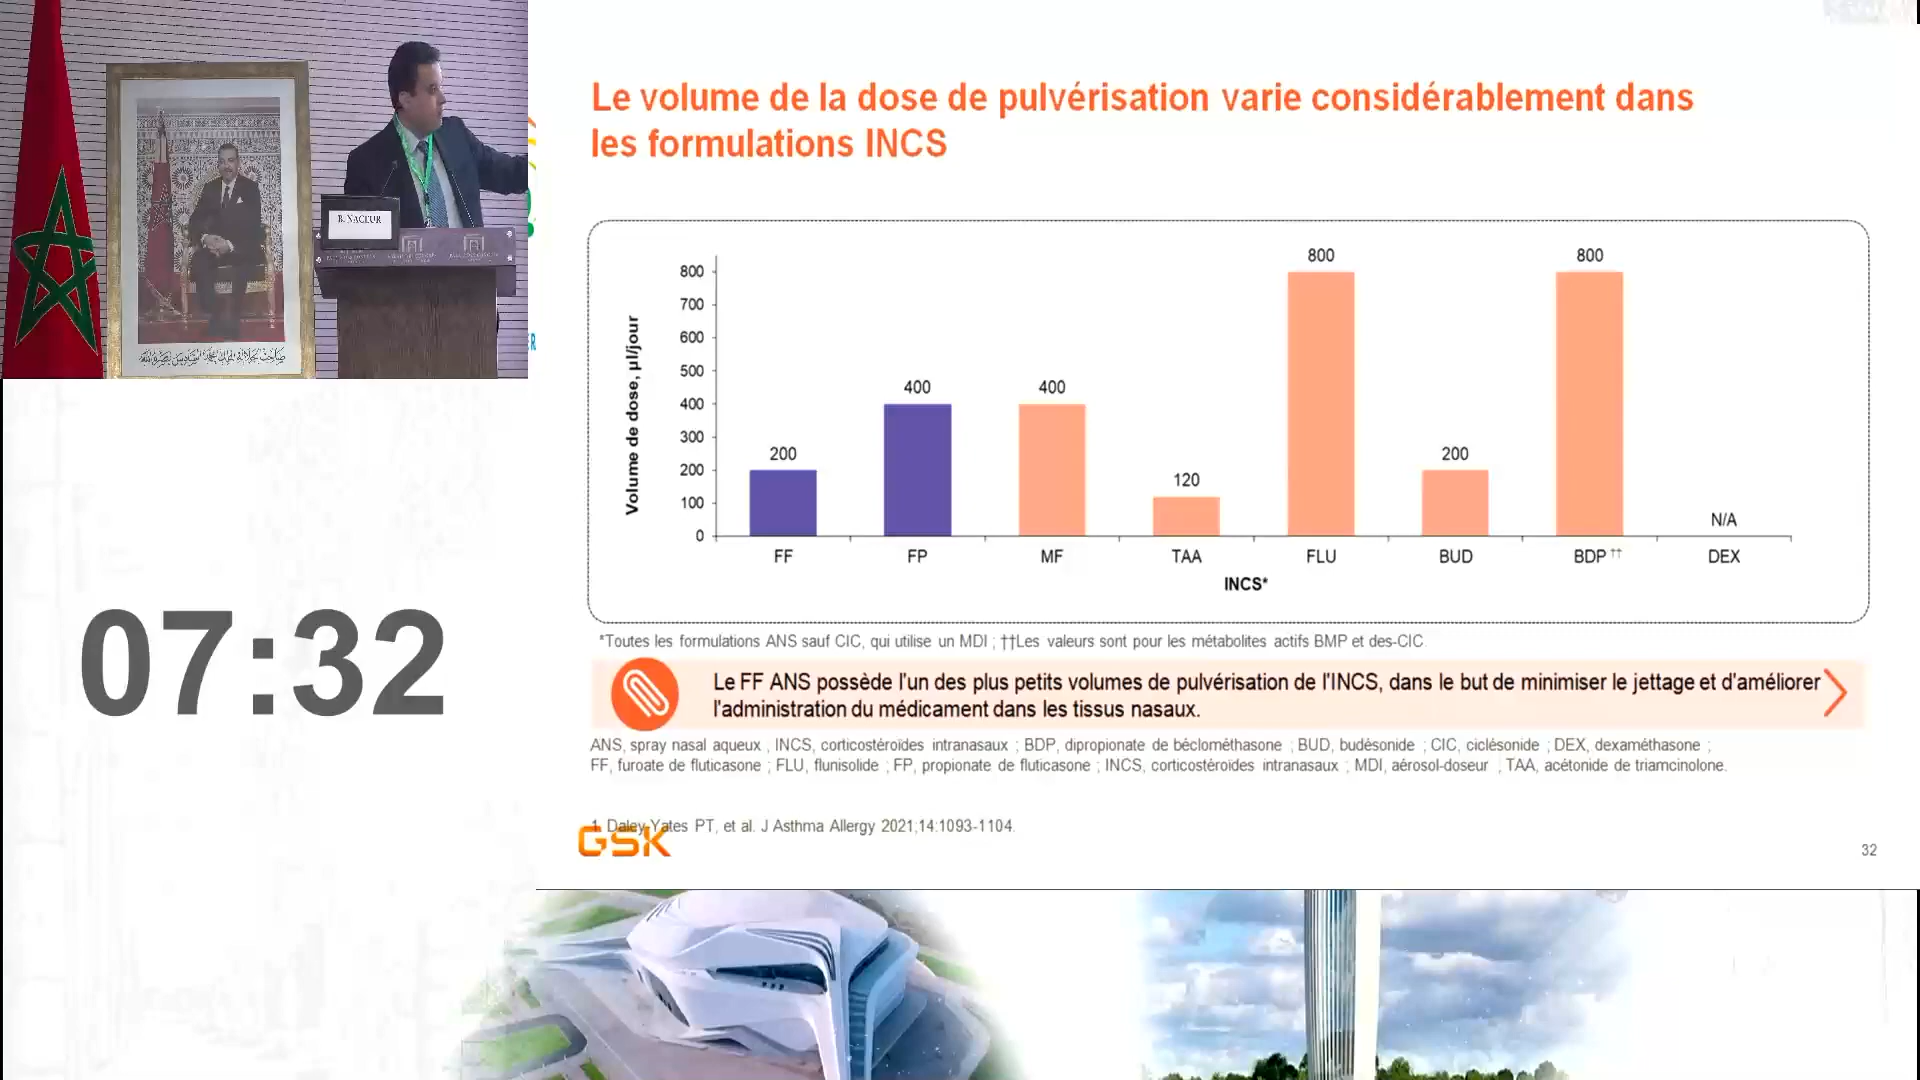 B. NACEUR
Le volume de la dose de pulvérisation varie considérablement dans
les formulations INCS
Volume de dose, µl/jour
800
700
600
500
400
300
200
100
0
200
400
400
120
800
200
800
N/A
FF
FP
MF
TAA
FLU
BUD
BDP ††
DEX
INCS*
*Toutes les formulations ANS sauf CIC, qui utilise un MDI ; ††Les valeurs sont pour les métabolites actifs BMP et des-CIC
Le FF ANS possède l'un des plus petits volumes de pulvérisation de l'INCS, dans le but de minimiser le jettage et d'améliorer
l'administration du médicament dans les tissus nasaux.
ANS, spray nasal aqueux ; INCS, corticostéroïdes intranasaux ; BDP, dipropionate de béclométhasone ; BUD, budésonide ; CIC, ciclésonide ; DEX, dexaméthasone ;
FF, furoate de fluticasone ; FLU, flunisolide ; FP, propionate de fluticasone ; INCS, corticostéroïdes intranasaux ; MDI, aérosol-doseur ; TAA, acétonide de triamcinolone.
1. Daley-Yates PT, et al. J Asthma Allergy 2021;14:1093-1104.
GSK
32
07:32